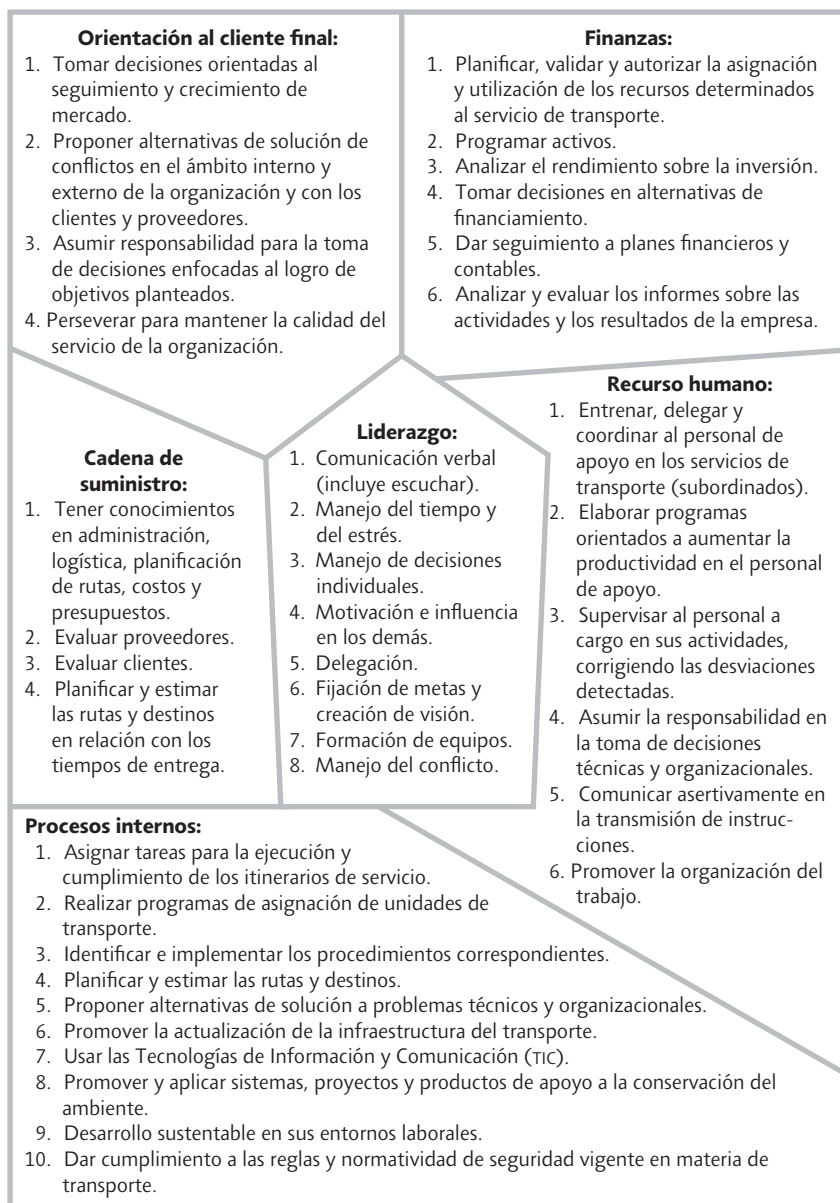 Orientación al cliente final:
1. Tomar decisiones orientadas al
seguimiento y crecimiento de
mercado.
2. Proponer alternativas de solución de
conflictos en el ámbito interno y
externo de la organización y con los
clientes y proveedores.
3. Asumir responsabilidad para la toma
de decisiones enfocadas al logro de
objetivos planteados.
4. Perseverar para mantener la calidad del
servicio de la organización.
Finanzas:
1. Planificar, validar y autorizar la asignación
y utilización de los recursos determinados
al servicio de transporte.
2. Programar activos.
3. Analizar el rendimiento sobre la inversión.
4. Tomar decisiones en alternativas de
financiamiento.
5. Dar seguimiento a planes financieros y
contables.
6. Analizar y evaluar los informes sobre las
actividades y los resultados de la empresa.
Cadena de
suministro:
1. Tener conocimientos
en administración,
logística, planificación
de rutas, costos y
presupuestos.
2. Evaluar proveedores.
3. Evaluar clientes.
4. Planificar y estimar
las rutas y destinos
en relación con los
tiempos de entrega.
Liderazgo:
1. Comunicación verbal
(incluye escuchar).
2. Manejo del tiempo y
del estrés.
3. Manejo de decisiones
individuales.
4. Motivación e influencia
en los demás.
5. Delegación.
6. Fijación de metas y
creación de visión.
7. Formación de equipos.
8. Manejo del conflicto.
Recurso humano:
1. Entrenar, delegar y
coordinar al personal de
apoyo en los servicios de
transporte (subordinados).
2. Elaborar programas
orientados a aumentar la
productividad en el personal
de apoyo.
3. Supervisar al personal a
cargo en sus actividades,
corrigiendo las desviaciones
detectadas.
4. Asumir la responsabilidad en
la toma de decisiones
técnicas y organizacionales.
5. Comunicar asertivamente en
la transmisión de instruc-
ciones.
6. Promover la organización del
trabajo.
Procesos internos:
1. Asignar tareas para la ejecución y
cumplimiento de los itinerarios de servicio.
2. Realizar programas de asignación de unidades de
transporte.
3. Identificar e implementar los procedimientos correspondientes.
4. Planificar y estimar las rutas y destinos.
5. Proponer alternativas de solución a problemas técnicos y organizacionales.
6. Promover la actualización de la infraestructura del transporte.
7. Usar las Tecnologías de Información y Comunicación (TIC).
8. Promover y aplicar sistemas, proyectos y productos de apoyo a la conservación del
ambiente.
9. Desarrollo sustentable en sus entornos laborales.
10. Dar cumplimiento a las reglas y normatividad de seguridad vigente en materia de
transporte.